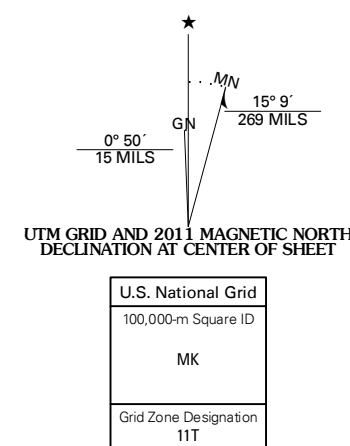 ★
MN
15° 9´
269 MILS
GN
0° 50´
15 MILS
UTM GRID AND 2011 MAGNETIC NORTH
DECLINATION AT CENTER OF SHEET
U.S. National Grid
100,000-m Square ID
MK
Grid Zone Designation
11T